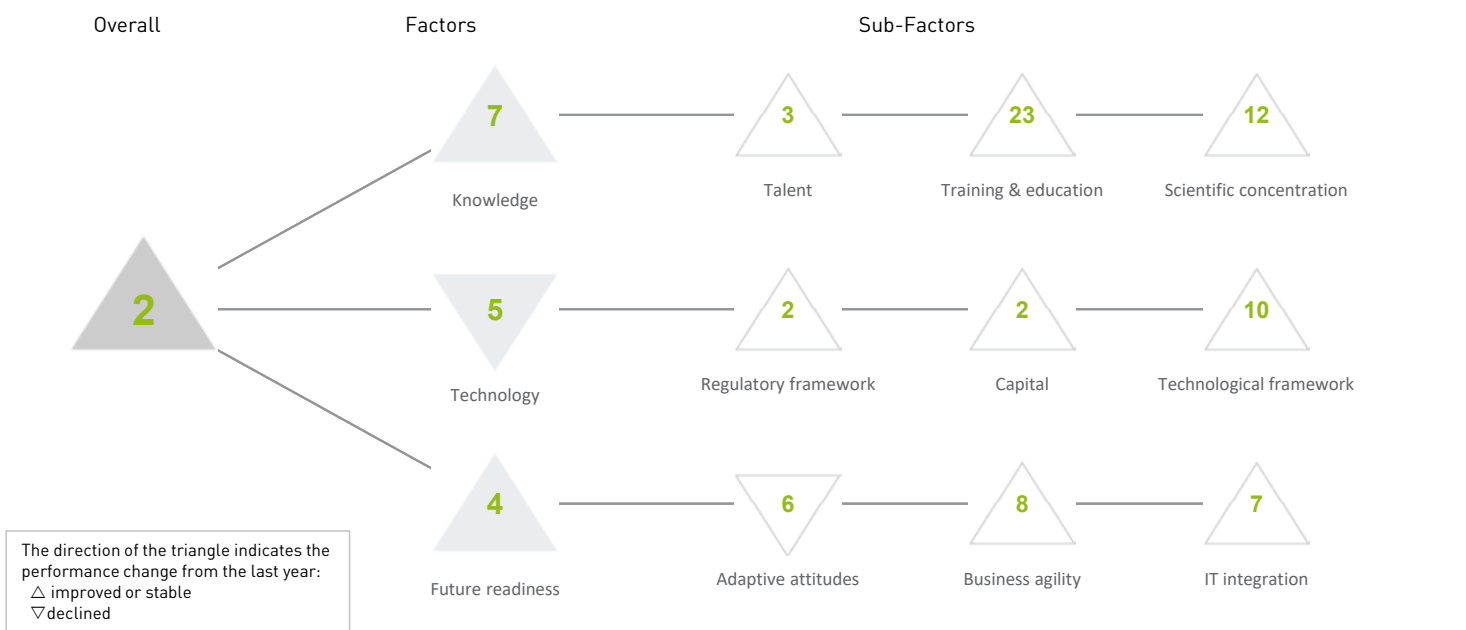 Overall Factors Sub-Factors
7 3 23 12
Knowledge Talent Training & education Scientific concentration
2 5 2 2 10
Technology Regulatory framework Capital Technological framework
4 6 8 7
Future readiness Adaptive attitudes Business agility IT integration
The direction of the triangle indicates the
performance change from the last year:
△ improved or stable
▽ declined